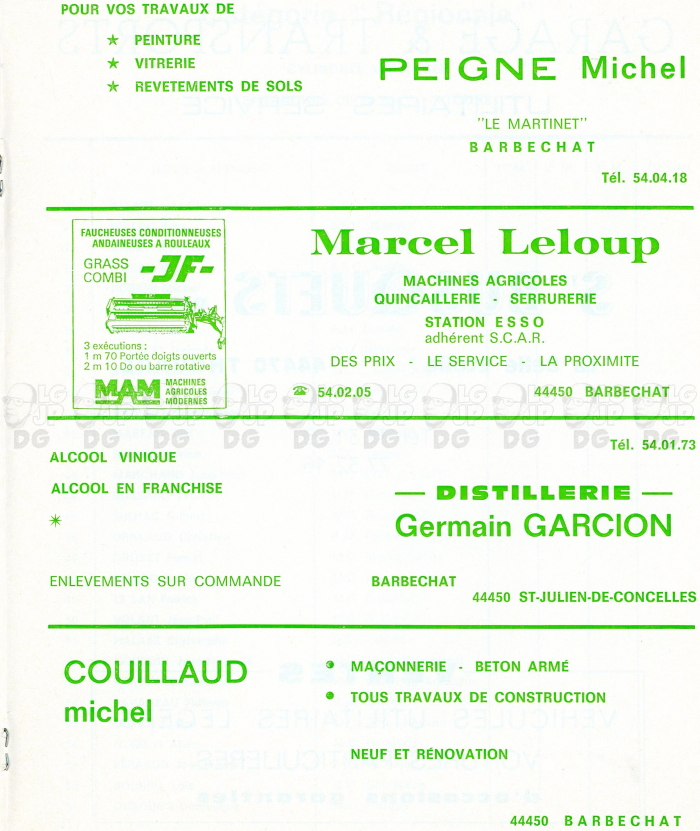 POUR VOS TRAVAUX DE
✯ PEINTURE
✯ VITRERIE
✯ REVETEMENTS DE SOLS
PEIGNE Michel
"LE MARTINET"
BARBECHAT
Tél. 54.04.18
FAUCHEUSES CONDITIONNEUSES
ANDAINEUSES A ROULEAUX
GRASS
COMBI
-JF-
3 exécutions :
1 m 70 Portée doigts ouverts
2 m 10 Do ou barre rotative
MAM
MACHINES
AGRICOLES
MODERNES
Marcel Leloup
MACHINES AGRICOLES
QUINCAILLERIE - SERRURERIE
STATION ESSO
adhérent S.C.A.R.
DES PRIX - LE SERVICE - LA PROXIMITE
☎ 54.02.05 44450 BARBECHAT
Tél. 54.01.73
ALCOOL VINIQUE
ALCOOL EN FRANCHISE
✳
— DISTILLERIE —
Germain GARCION
ENLEVEMENTS SUR COMMANDE
BARBECHAT
44450 ST-JULIEN-DE-CONCELLES
COUILLAUD
michel
• MAÇONNERIE - BETON ARMÉ
• TOUS TRAVAUX DE CONSTRUCTION
NEUF ET RÉNOVATION
44450 BARBECHAT